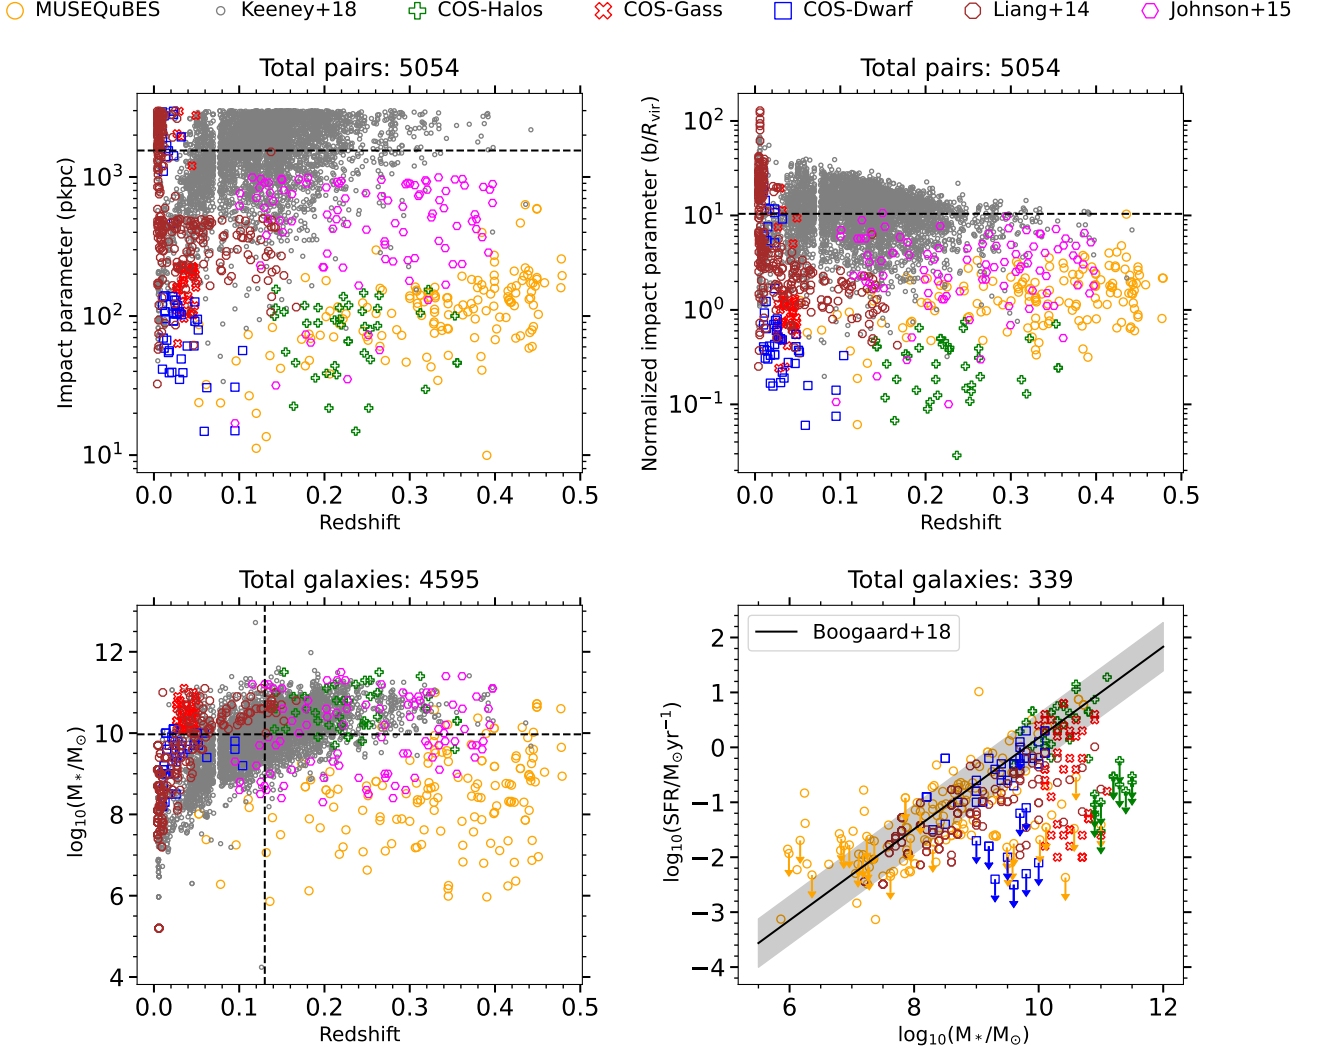 MUSEQuBES Keeney+18 COS-Halos COS-Gass COS-Dwarf Liang+14 Johnson+15
Total pairs: 5054
Impact parameter (pkpc)
10³
10²
10¹
0.0 0.1 0.2 0.3 0.4 0.5
Redshift
Total pairs: 5054
Normalized impact parameter (b/R_vir)
10²
10¹
10⁰
10⁻¹
0.0 0.1 0.2 0.3 0.4 0.5
Redshift
Total galaxies: 4595
log₁₀(M∗/M⊙)
12
10
8
6
4
0.0 0.1 0.2 0.3 0.4 0.5
Redshift
Total galaxies: 339
Boogaard+18
log₁₀(SFR/M⊙yr⁻¹)
2
1
0
−1
−2
−3
−4
6 8 10 12
log₁₀(M∗/M⊙)